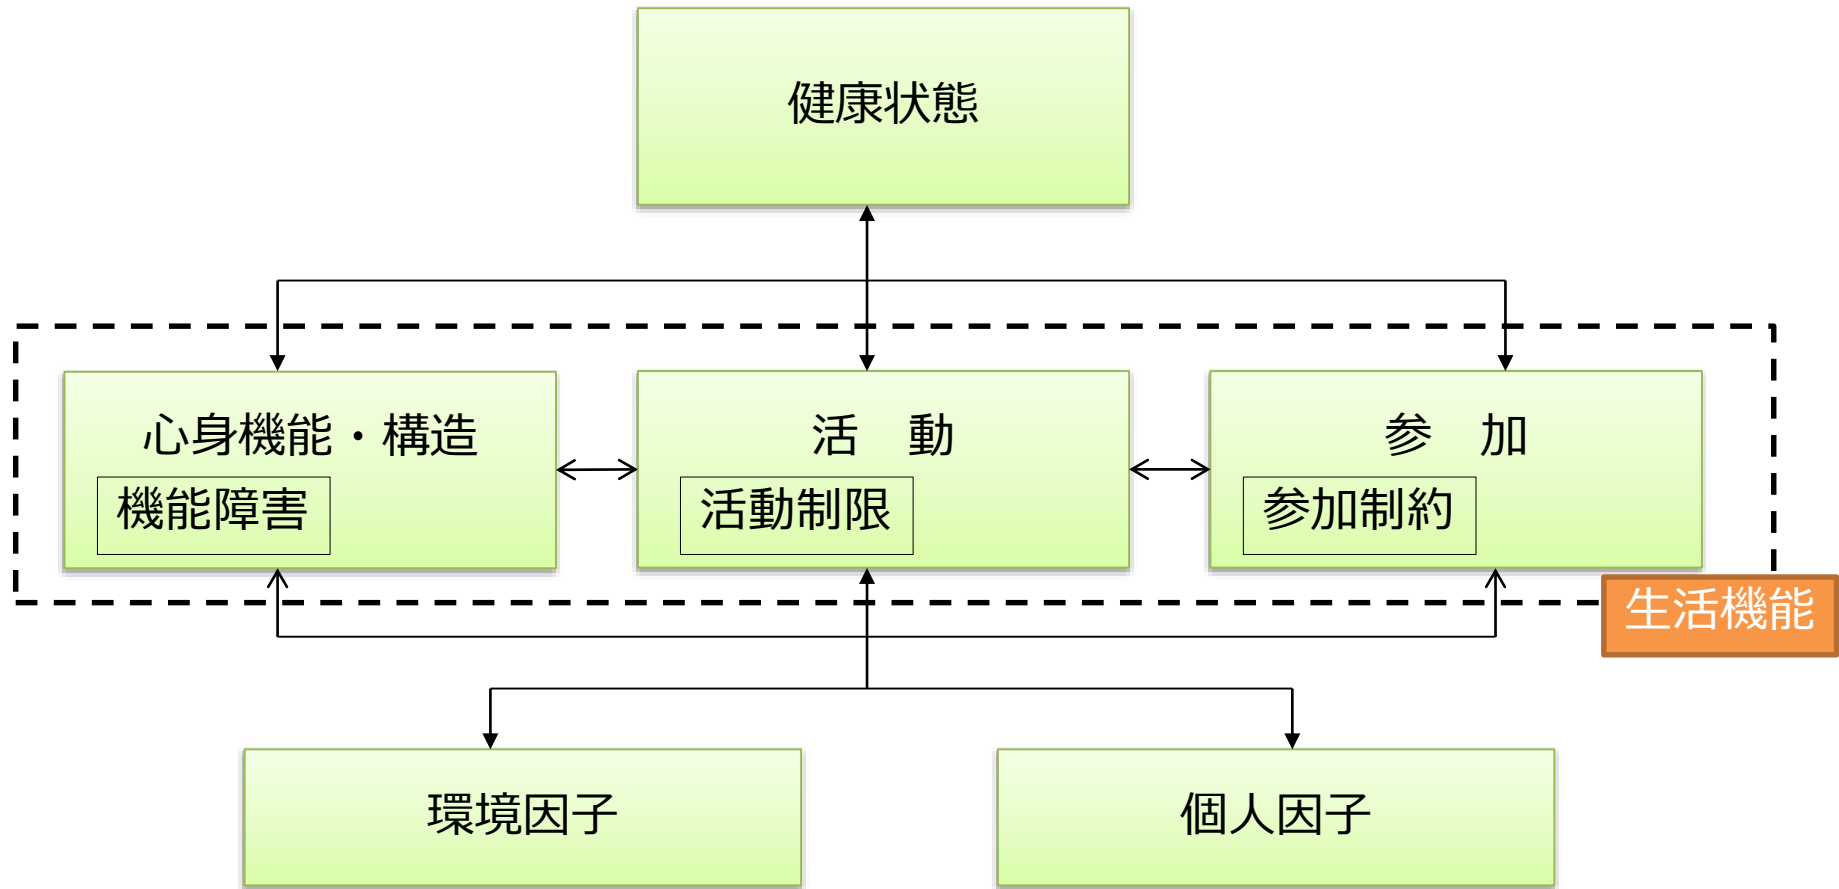 健康状態
心身機能・構造
機能障害
活　動
活動制限
参　加
参加制約
生活機能
環境因子
個人因子